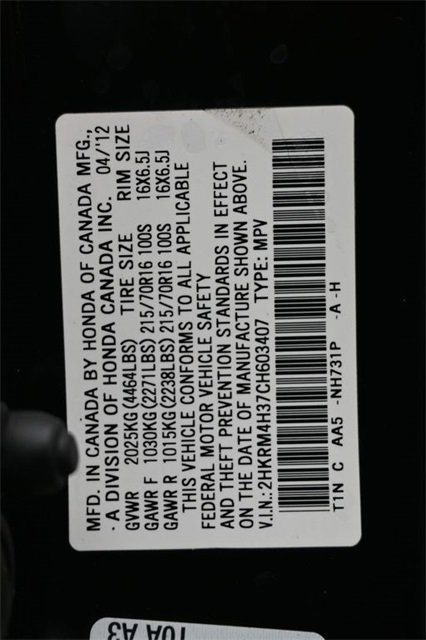 MFD. IN CANADA BY HONDA OF CANADA MFG.,
A DIVISION OF HONDA CANADA INC. 04/'12
GVWR 2025KG(4464LBS) TIRE SIZE RIM SIZE
GAWR F 1030KG(2271LBS) 215/70R16 100S 16X6.5J
GAWR R 1015KG(2238LBS) 215/70R16 100S 16X6.5J
THIS VEHICLE CONFORMS TO ALL APPLICABLE
FEDERAL MOTOR VEHICLE SAFETY
AND THEFT PREVENTION STANDARDS IN EFFECT
ON THE DATE OF MANUFACTURE SHOWN ABOVE.
V.I.N.:2HKRM4H37CH603407 TYPE: MPV
T1N C AA5 -NH731P -A -H